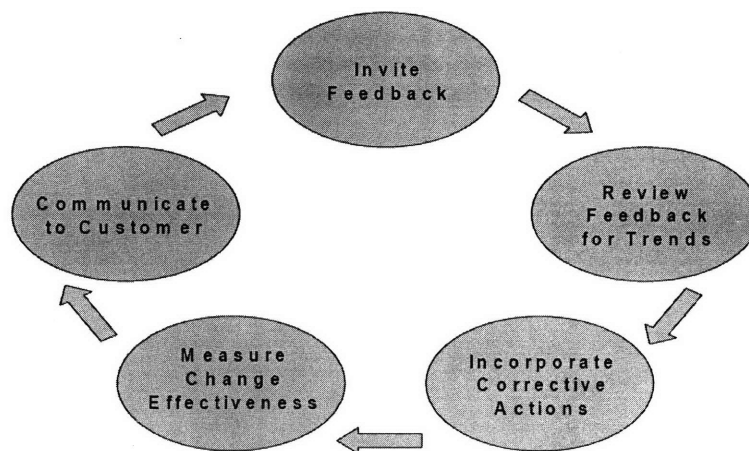 Invite
Feedback
Review
Feedback
for Trends
Incorporate
Corrective
Actions
Measure
Change
Effectiveness
Communicate
to Customer